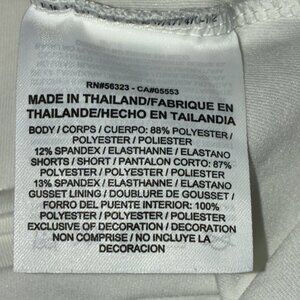 RN#56323 - CA#05553
MADE IN THAILAND/FABRIQUE EN
THAILANDE/HECHO EN TAILANDIA
BODY / CORPS / CUERPO: 88% POLYESTER /
POLYESTER / POLIESTER
12% SPANDEX / ELASTHANNE / ELASTANO
SHORTS / SHORT / PANTALON CORTO: 87%
POLYESTER / POLYESTER / POLIESTER
13% SPANDEX / ELASTHANNE / ELASTANO
GUSSET LINING / DOUBLURE DE GOUSSET /
FORRO DEL PUENTE INTERIOR: 100%
POLYESTER / POLYESTER / POLIESTER
EXCLUSIVE OF DECORATION / DECORATION
NON COMPRISE / NO INCLUYE LA
DECORACION